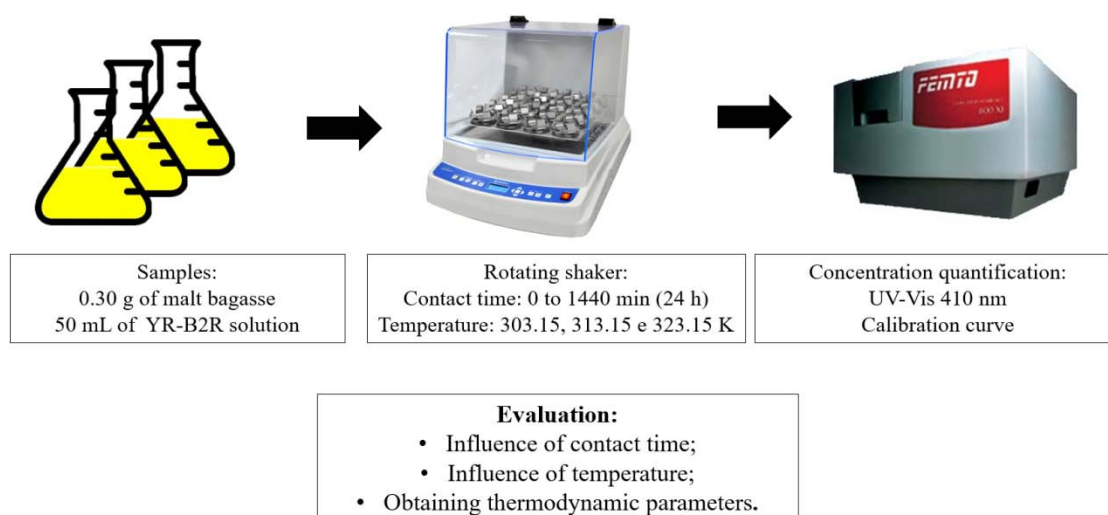 FEMTO
Samples:
0.30 g of malt bagasse
50 mL of YR-B2R solution
Rotating shaker:
Contact time: 0 to 1440 min (24 h)
Temperature: 303.15, 313.15 e 323.15 K
Concentration quantification:
UV-Vis 410 nm
Calibration curve
Evaluation:
• Influence of contact time;
• Influence of temperature;
• Obtaining thermodynamic parameters.